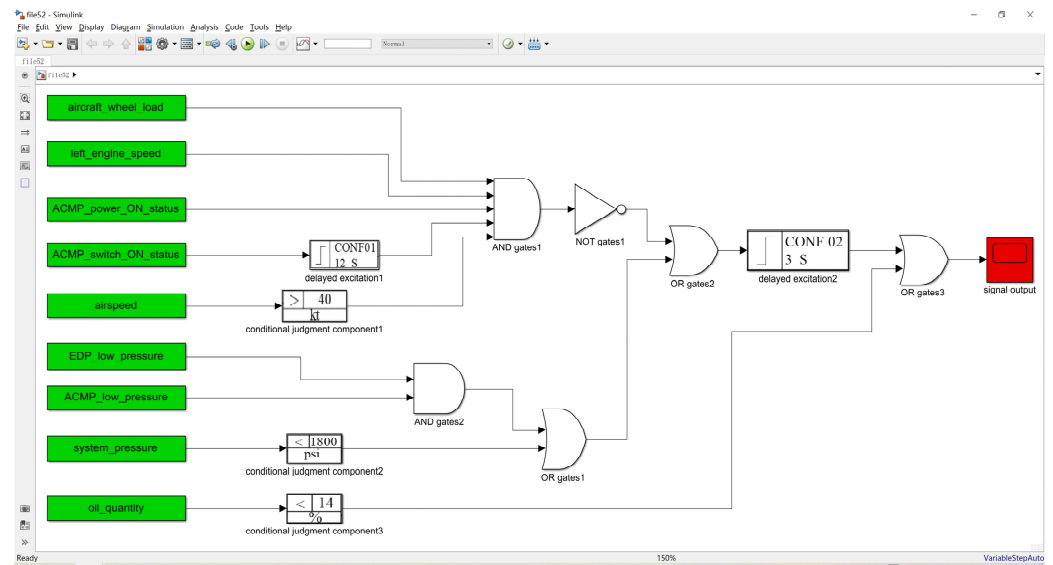 file52 - Simulink
File Edit View Display Diagram Simulation Analysis Code Tools Help
Normal
file52
file52
aircraft_wheel_load
left_engine_speed
ACMP_power_ON_status
AND gates1
NOT gates1
ACMP_switch_ON_status
CONF01
12 S
delayed excitation1
OR gates2
CONF 02
3 S
delayed excitation2
OR gates3
signal output
airspeed
> 40
kt
conditional judgment component1
EDP_low_pressure
ACMP_low_pressure
AND gates2
system_pressure
< 1800
psi
conditional judgment component2
OR gates1
oil_quantity
< 14
%
conditional judgment component3
Ready
150%
VariableStepAuto